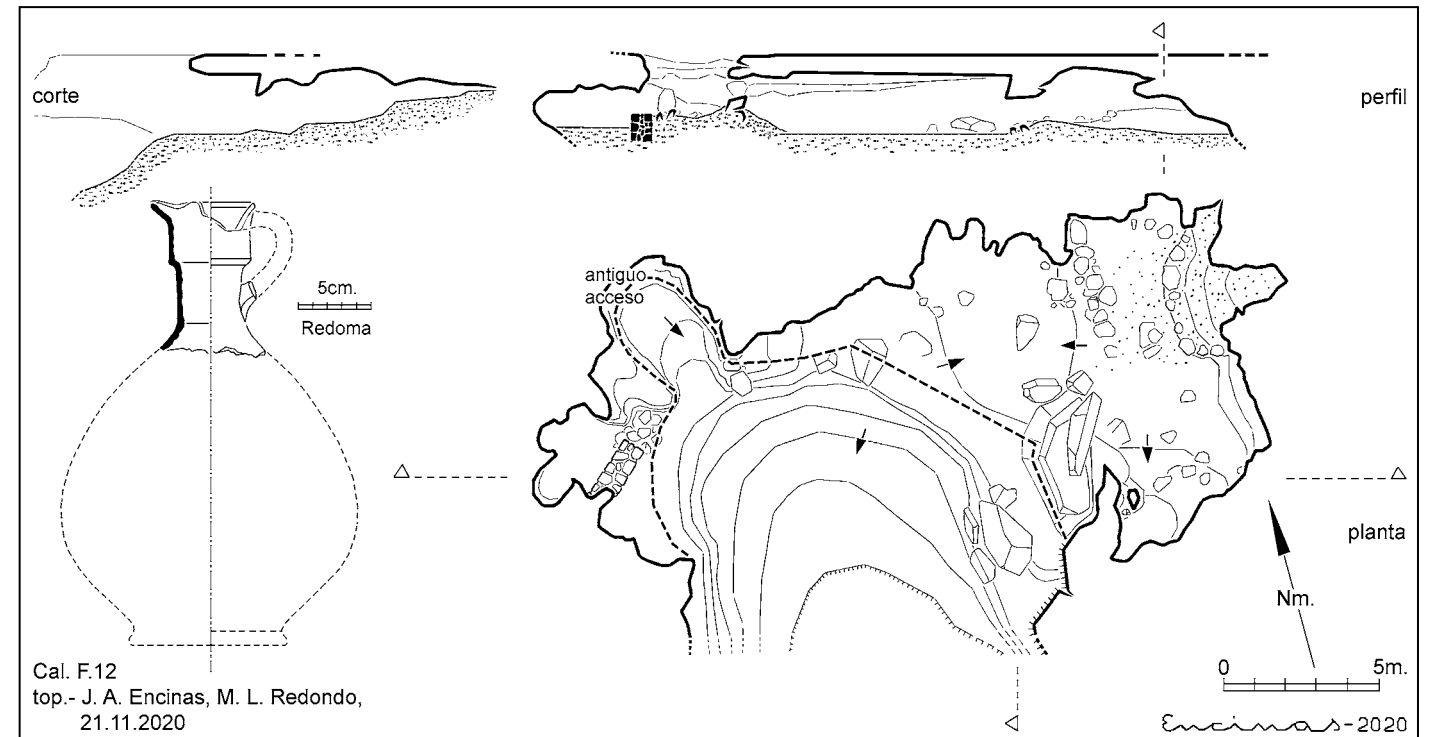 corte
perfil
antiguo
acceso
5cm.
Redoma
planta
Nm.
0 5m.
Cal. F.12
top.- J. A. Encinas, M. L. Redondo,
21.11.2020
Encinas-2020